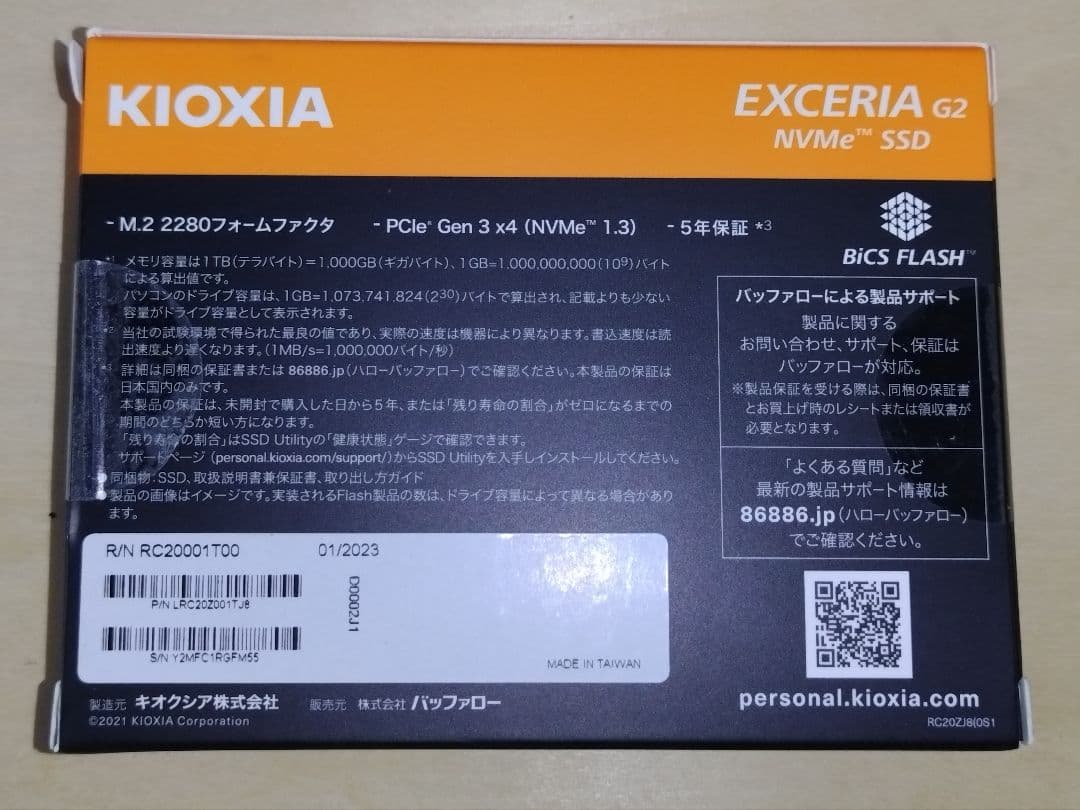 KIOXIA
EXCERIA G2
NVMe™ SSD
- M.2 2280フォームファクタ
- PCIe® Gen 3 x4 (NVMe™ 1.3)
- 5年保証 *3
BiCS FLASH™
*1 メモリ容量は1TB(テラバイト)=1,000GB(ギガバイト)、1GB=1,000,000,000(10⁹)バイト
による算出値です。
パソコンのドライブ容量は、1GB=1,073,741,824(2³⁰)バイトで算出され、記載よりも少ない
容量がドライブ容量として表示されます。
*2 当社の試験環境で得られた最良の値であり、実際の速度は機器により異なります。書込速度は読
出速度より遅くなります。(1MB/s=1,000,000バイト/秒)
*3 詳細は同梱の保証書または 86886.jp(ハローバッファロー)でご確認ください。本製品の保証は
日本国内のみです。
本製品の保証は、未開封で購入した日から5年、または「残り寿命の割合」がゼロになるまでの
期間のどちらか短い方になります。
「残り寿命の割合」はSSD Utilityの「健康状態」ゲージで確認できます。
サポートページ (personal.kioxia.com/support/)からSSD Utilityを入手しインストールしてください。
●同梱物:SSD、取扱説明書兼保証書、取り出し方ガイド
●製品の画像はイメージです。実装されるFlash製品の数は、ドライブ容量によって異なる場合があり
ます。
バッファローによる製品サポート
製品に関する
お問い合わせ、サポート、保証は
バッファローが対応。
※製品保証を受ける際は、同梱の保証書
とお買上げ時のレシートまたは領収書が
必要となります。
「よくある質問」など
最新の製品サポート情報は
86886.jp(ハローバッファロー)
でご確認ください。
R/N RC20001T00
01/2023
P/N LRC20Z001TJ8
D0002J1
S/N Y2MFC1RGFM55
MADE IN TAIWAN
製造元 キオクシア株式会社
販売元 株式会社 バッファロー
©2021 KIOXIA Corporation
personal.kioxia.com
RC20ZJ8(0S1